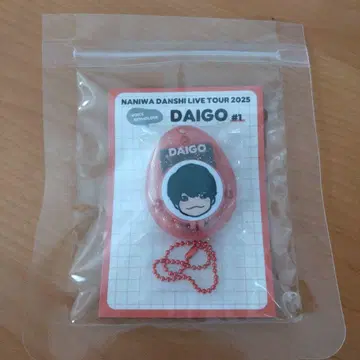 NANIWA DANSHI LIVE TOUR 2025
DAIGO #1
DAIGO